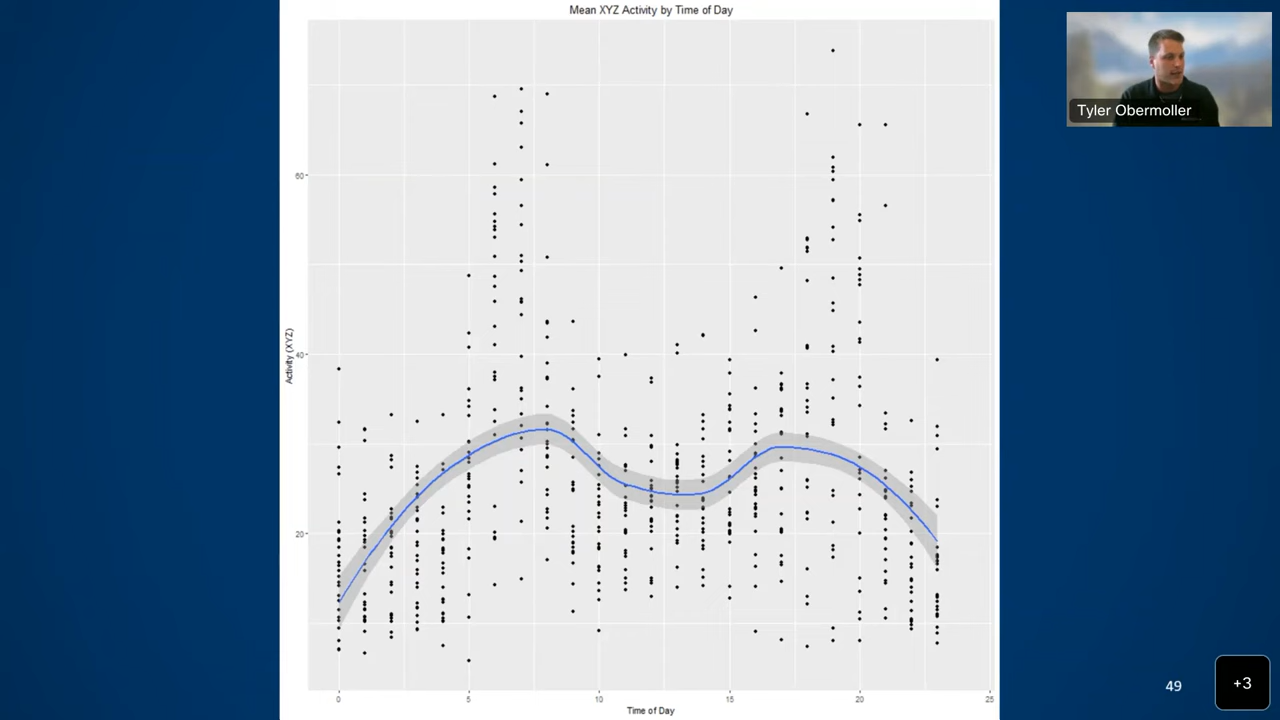 Mean XYZ Activity by Time of Day
Tyler Obermoller
Activity (XYZ)
60
40
20
0 5 10 15 20 25
Time of Day
49
+3